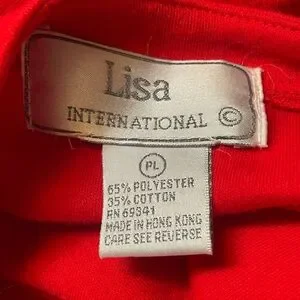 Lisa
INTERNATIONAL ©
PL
65% POLYESTER
35% COTTON
RN 69341
MADE IN HONG KONG
CARE SEE REVERSE